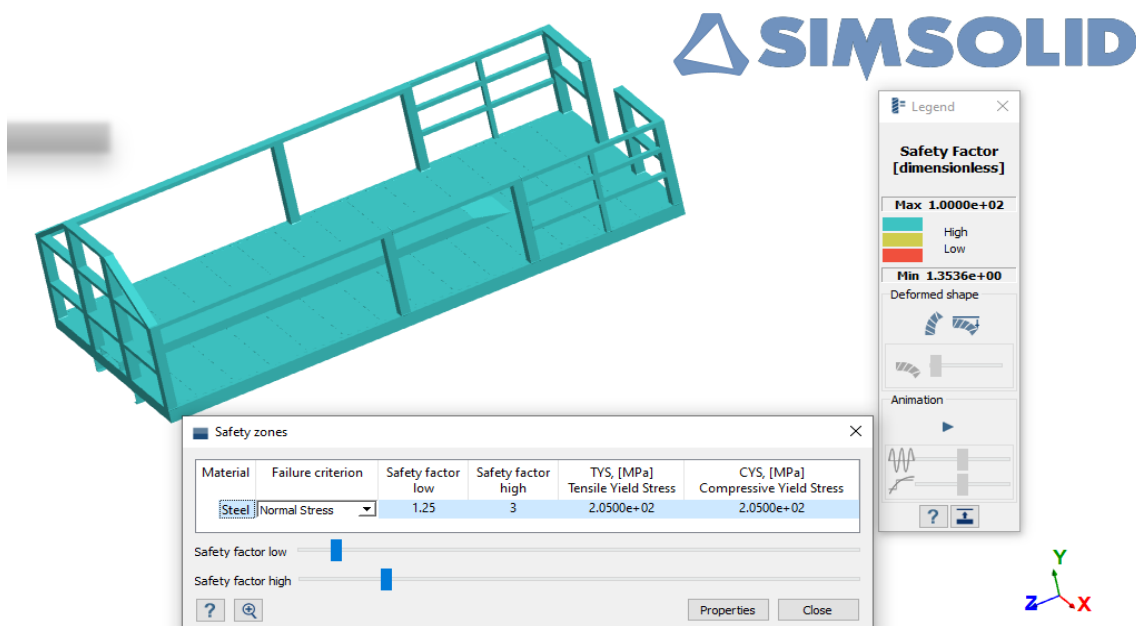 SIMSOLID
Legend
Safety Factor
[dimensionless]
Max 1.0000e+02
High
Low
Min 1.3536e+00
Deformed shape
Animation
?
Safety zones
Material Failure criterion Safety factor low Safety factor high TYS, [MPa] Tensile Yield Stress CYS, [MPa] Compressive Yield Stress
Steel Normal Stress 1.25 3 2.0500e+02 2.0500e+02
Safety factor low
Safety factor high
? Properties Close
Y
Z X